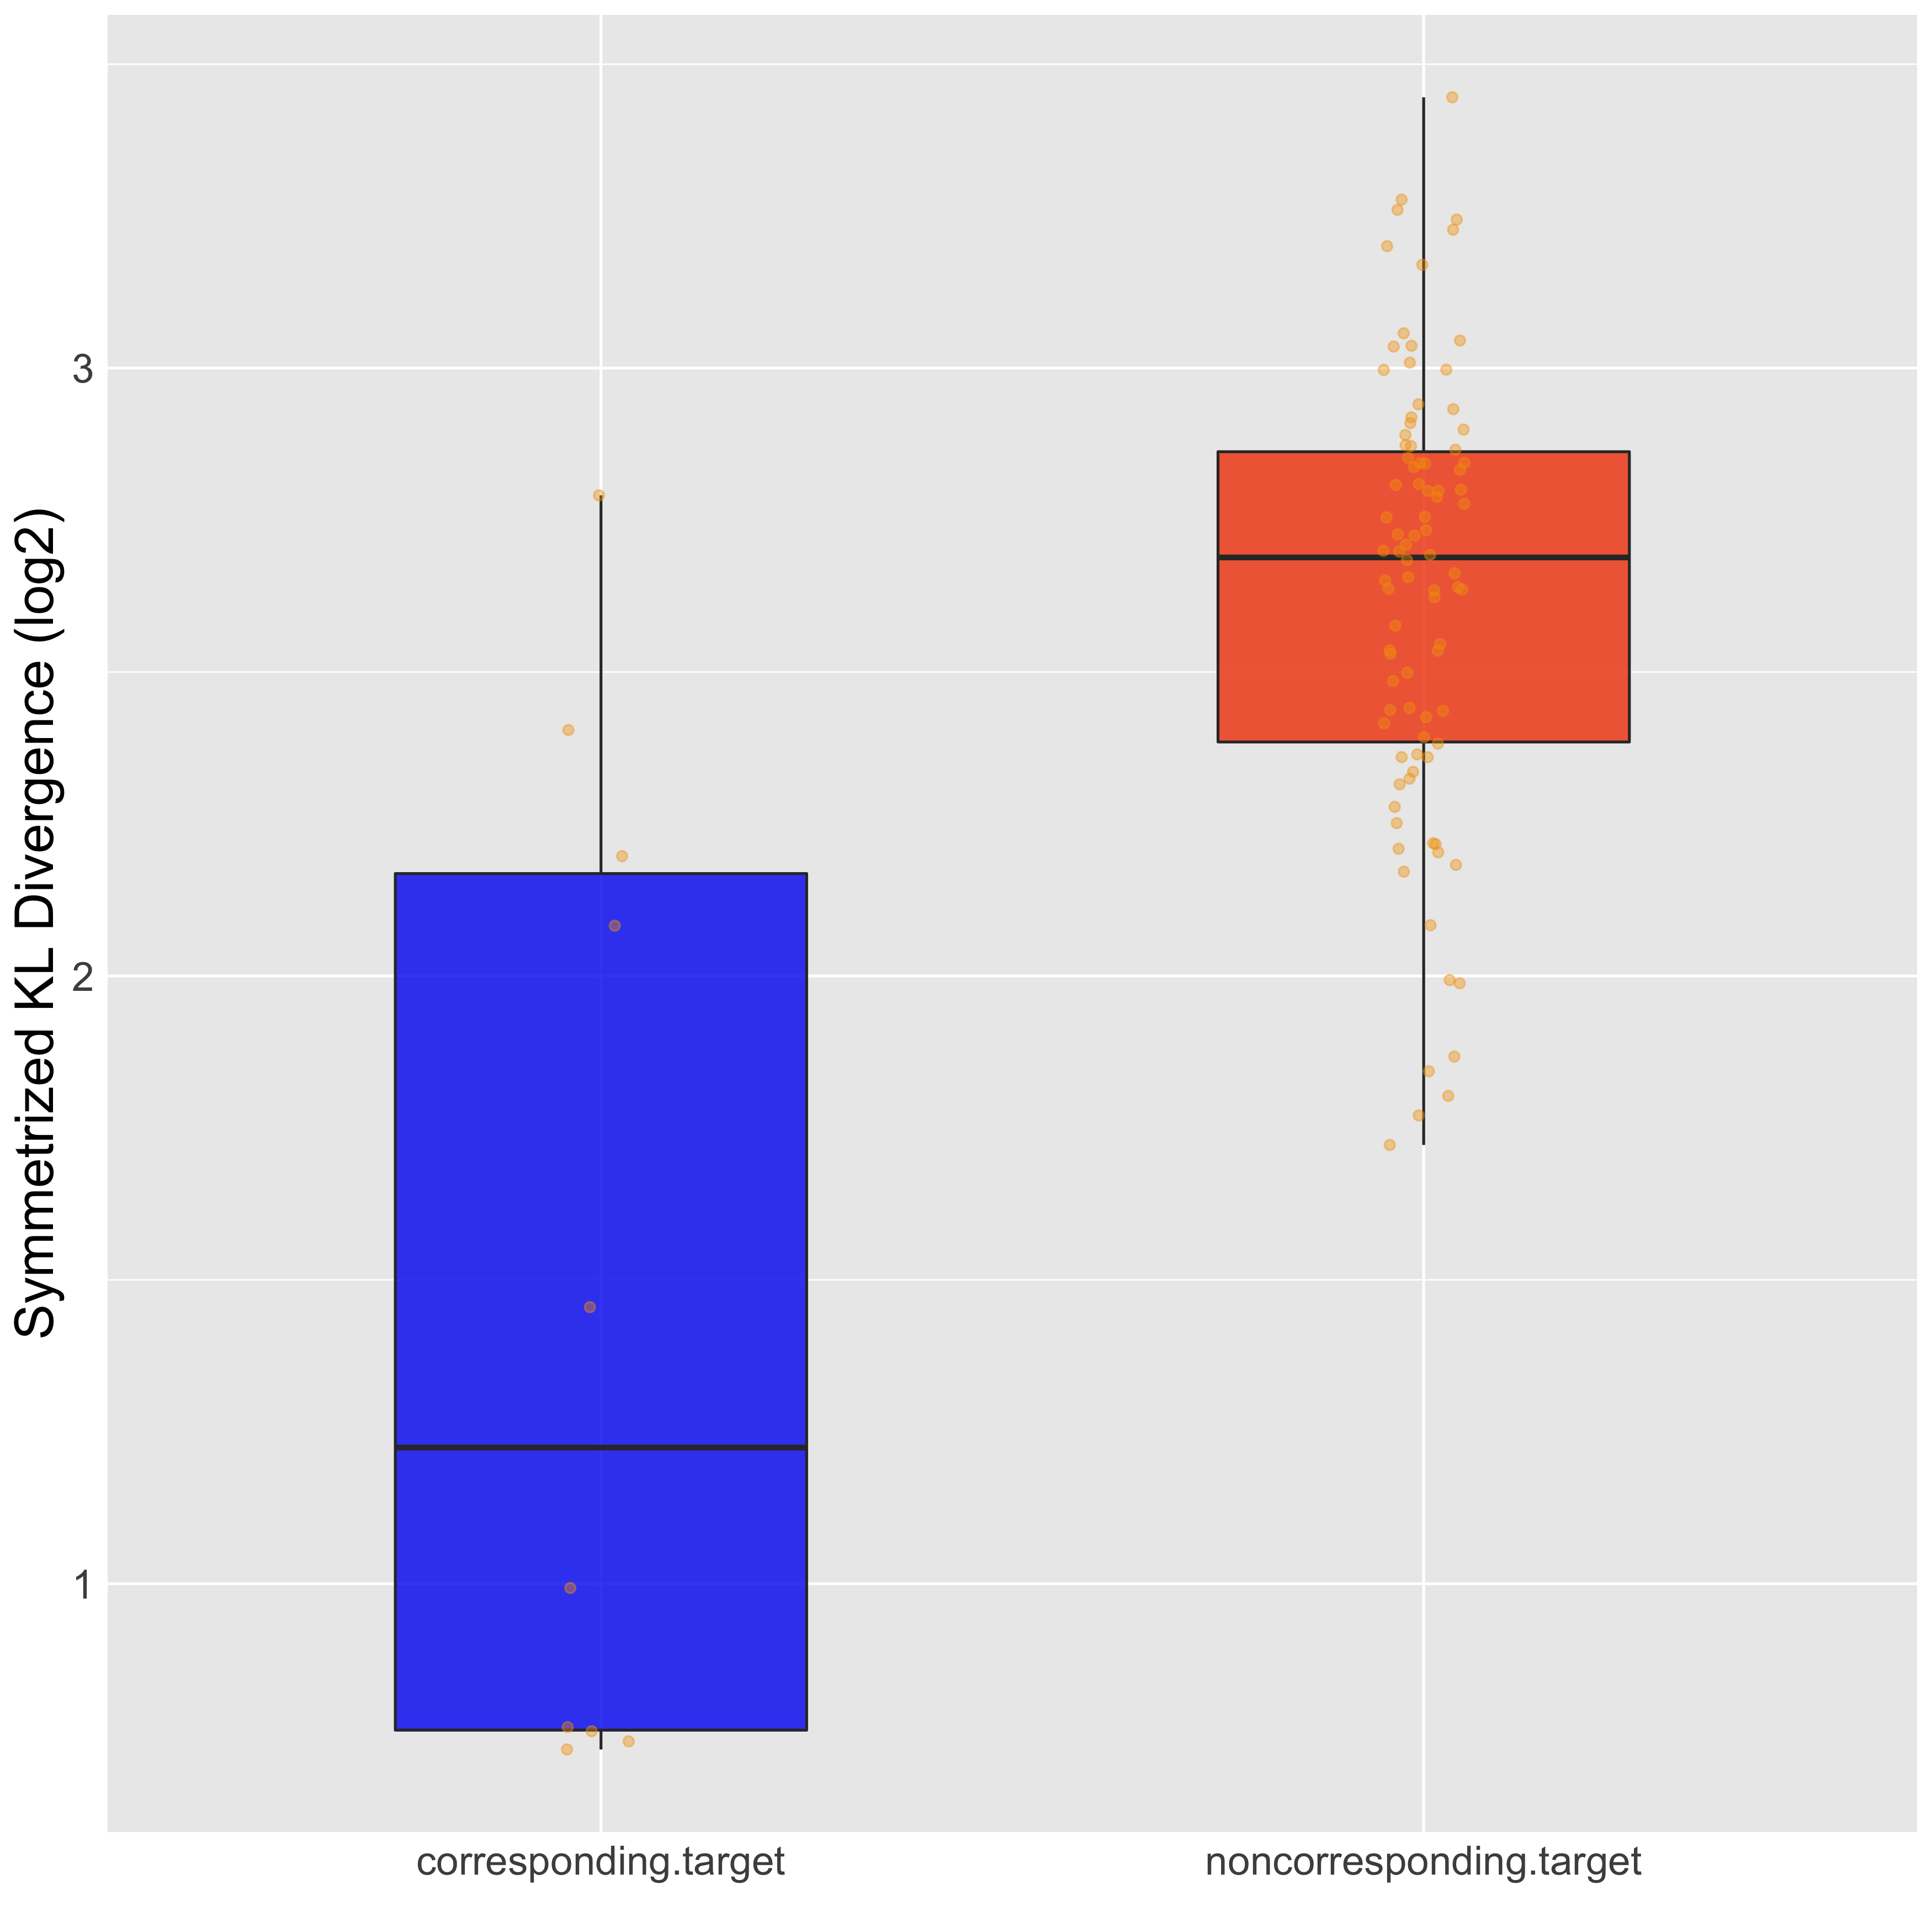 Symmetrized KL Divergence (log2)
3
2
1
corresponding.target
noncorresponding.target